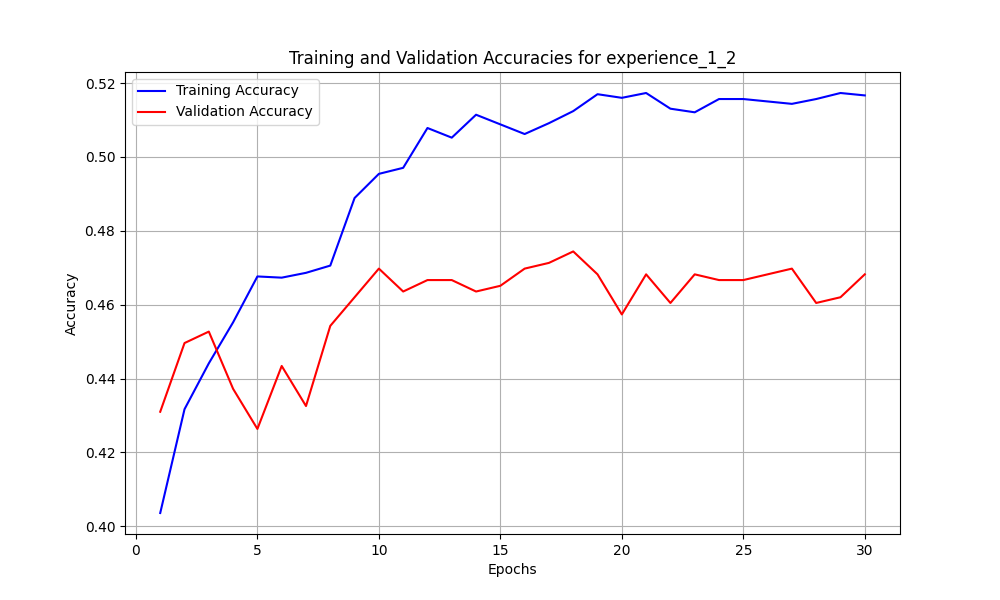 Training and Validation Accuracies for experience_1_2
Training Accuracy
Validation Accuracy
Accuracy
0.52
0.50
0.48
0.46
0.44
0.42
0.40
0 5 10 15 20 25 30
Epochs